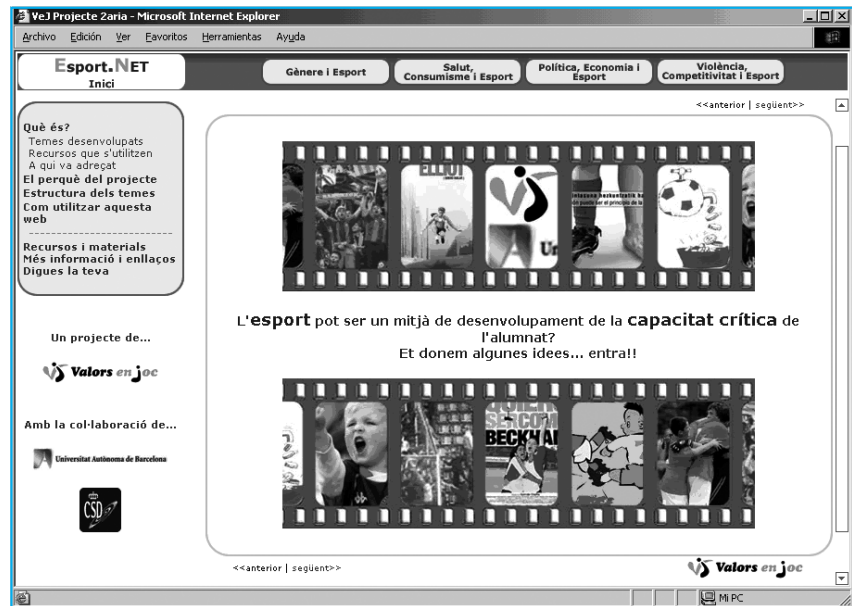 VeJ Projecte 2aria - Microsoft Internet Explorer
Archivo Edición Ver Favoritos Herramientas Ayuda
Esport.NET
Inici
Gènere i Esport
Salut,
Consumisme i Esport
Política, Economia i
Esport
Violència,
Competitivitat i Esport
<<anterior | següent>>
Què és?
Temes desenvolupats
Recursos que s'utilitzen
A qui va adreçat
El perquè del projecte
Estructura dels temes
Com utilitzar aquesta
web
Recursos i materials
Més informació i enllaços
Digues la teva
Un projecte de...
Valors en joc
Amb la col·laboració de...
Universitat Autònoma de Barcelona
CSD
ELLIOT
Un
L'esport pot ser un mitjà de desenvolupament de la capacitat crítica de
l'alumnat?
Et donem algunes idees... entra!!
BECKHAM
<<anterior | següent>>
Valors en joc
Mi PC